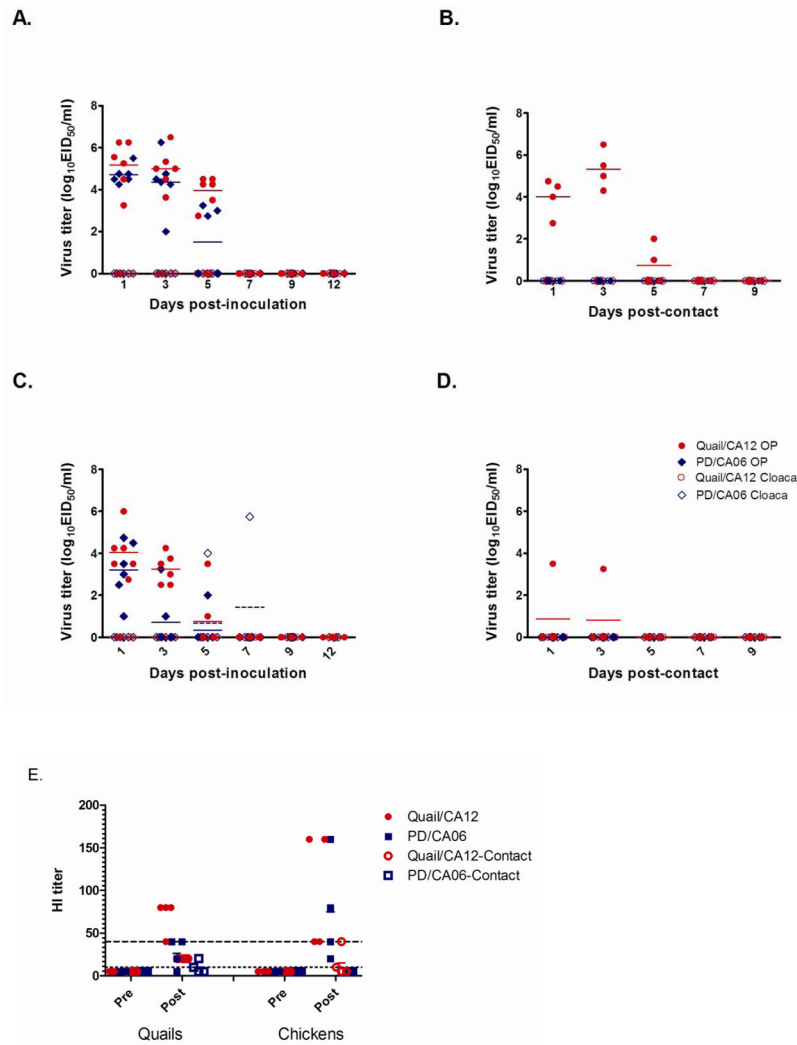 A.
B.
Virus titer (log10EID50/ml)
8
6
4
2
0
1 3 5 7 9 12
Days post-inoculation
Virus titer (log10EID50/ml)
8
6
4
2
0
1 3 5 7 9
Days post-contact
C.
D.
Virus titer (log10EID50/ml)
8
6
4
2
0
1 3 5 7 9 12
Days post-inoculation
Quail/CA12 OP
PD/CA06 OP
Quail/CA12 Cloaca
PD/CA06 Cloaca
Virus titer (log10EID50/ml)
8
6
4
2
0
1 3 5 7 9
Days post-contact
E.
HI titer
200
150
100
50
0
Pre Post Pre Post
Quails Chickens
Quail/CA12
PD/CA06
Quail/CA12-Contact
PD/CA06-Contact